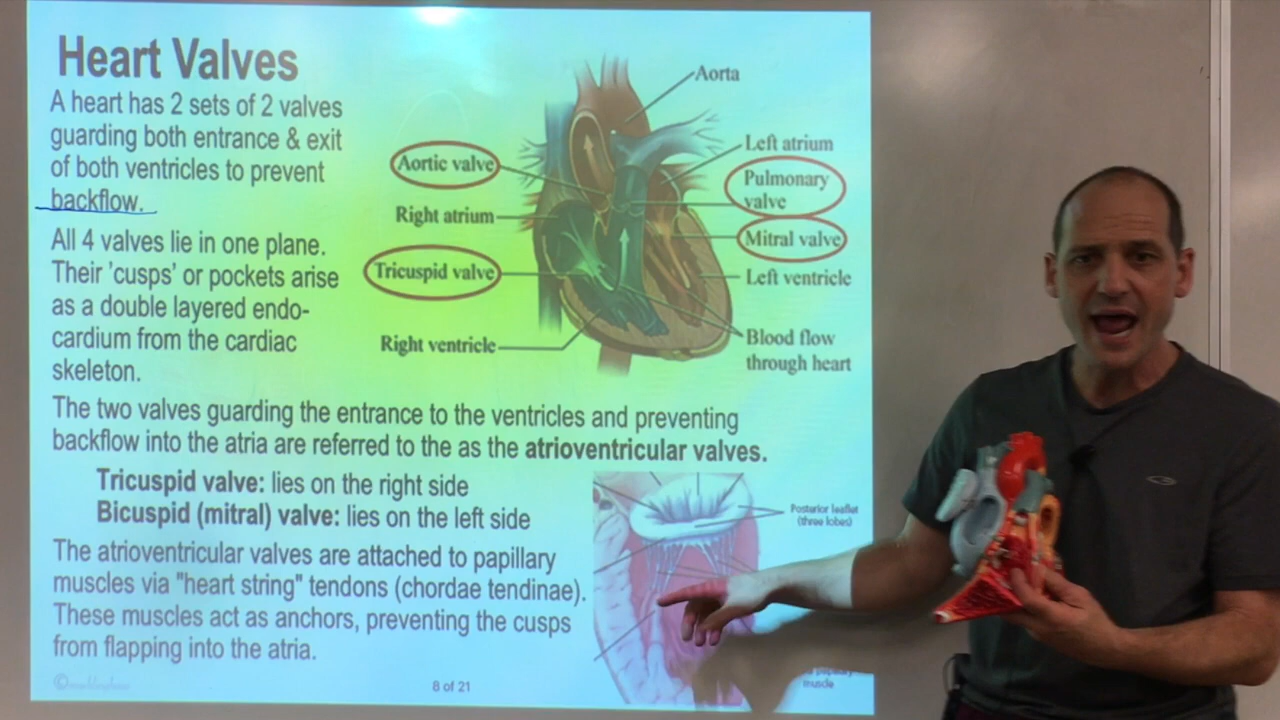 Heart Valves
A heart has 2 sets of 2 valves
guarding both entrance & exit
of both ventricles to prevent
backflow.
All 4 valves lie in one plane.
Their 'cusps' or pockets arise
as a double layered endo-
cardium from the cardiac
skeleton.
Aorta
Left atrium
Aortic valve
Pulmonary
valve
Right atrium
Mitral valve
Tricuspid valve
Left ventricle
Right ventricle
Blood flow
through heart
The two valves guarding the entrance to the ventricles and preventing
backflow into the atria are referred to the as the atrioventricular valves.
Tricuspid valve: lies on the right side
Bicuspid (mitral) valve: lies on the left side
Posterior leaflet
(three lobes)
The atrioventricular valves are attached to papillary
muscles via "heart string" tendons (chordae tendinae).
These muscles act as anchors, preventing the cusps
from flapping into the atria.
muscle
8 of 21